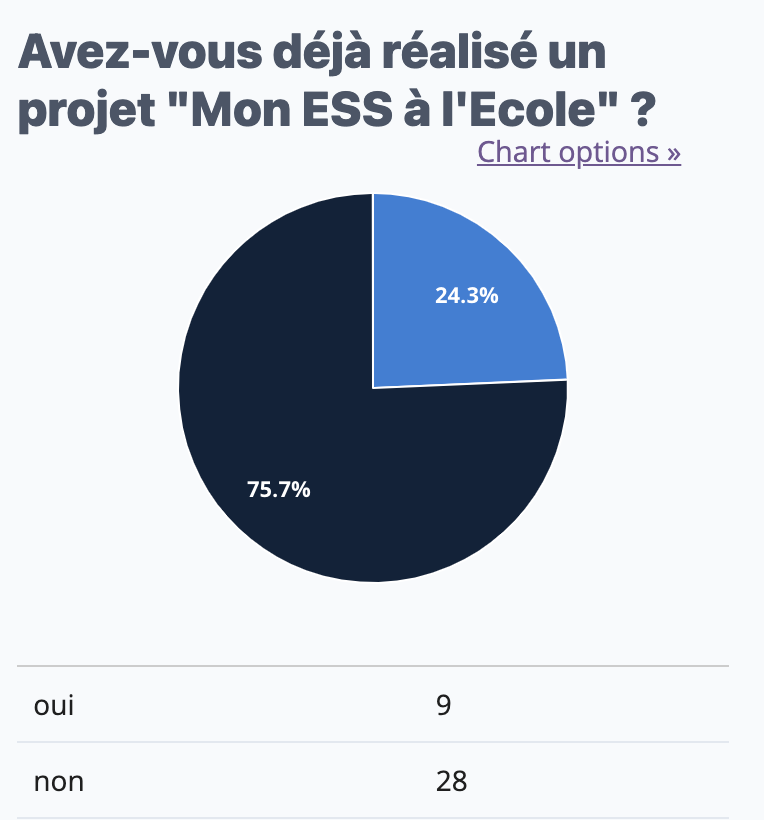 Avez-vous déjà réalisé un
projet "Mon ESS à l'Ecole" ?
Chart options »
24.3%
75.7%
oui 9
non 28